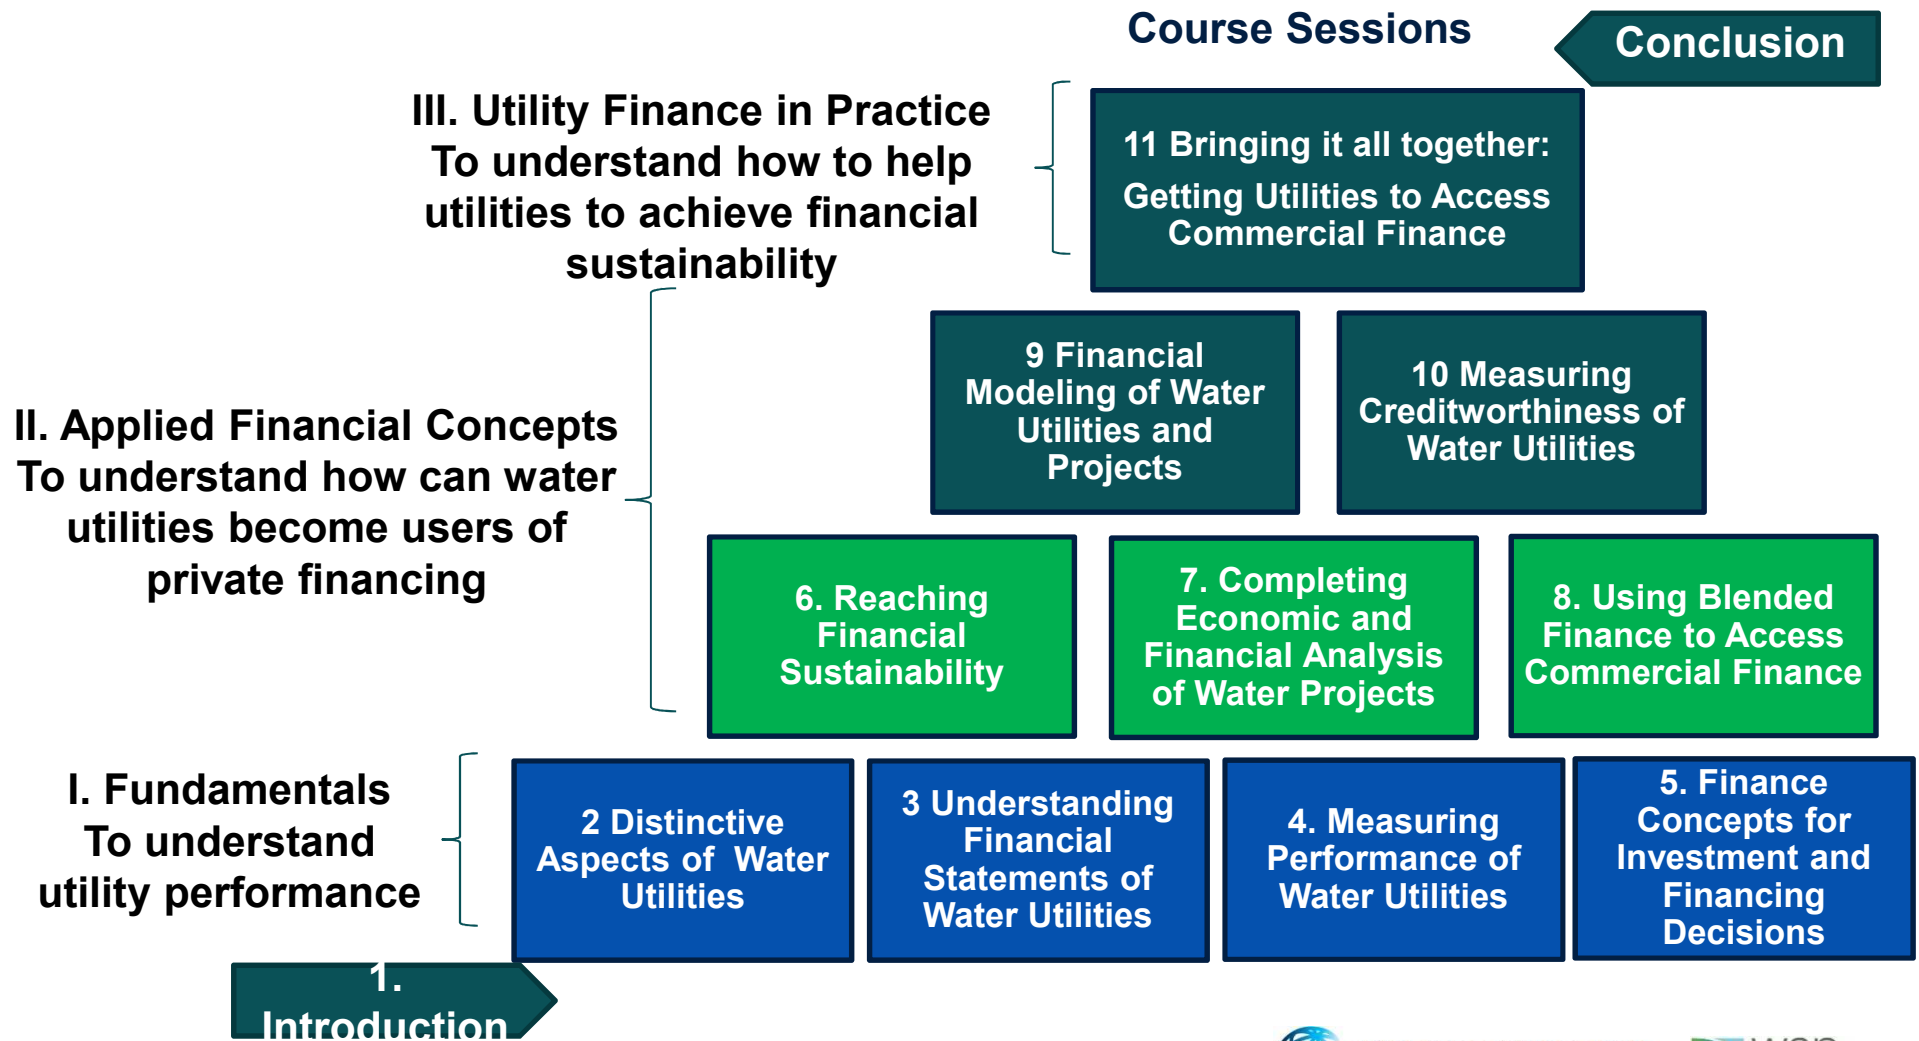 Course Sessions
Conclusion
III. Utility Finance in Practice
To understand how to help
utilities to achieve financial
sustainability
11 Bringing it all together:
Getting Utilities to Access
Commercial Finance
II. Applied Financial Concepts
To understand how can water
utilities become users of
private financing
9 Financial
Modeling of Water
Utilities and
Projects
10 Measuring
Creditworthiness of
Water Utilities
6. Reaching
Financial
Sustainability
7. Completing
Economic and
Financial Analysis
of Water Projects
8. Using Blended
Finance to Access
Commercial Finance
I. Fundamentals
To understand
utility performance
2 Distinctive
Aspects of  Water
Utilities
3 Understanding
Financial
Statements of
Water Utilities
4. Measuring
Performance of
Water Utilities
5. Finance
Concepts for
Investment and
Financing
Decisions
1.
Introduction